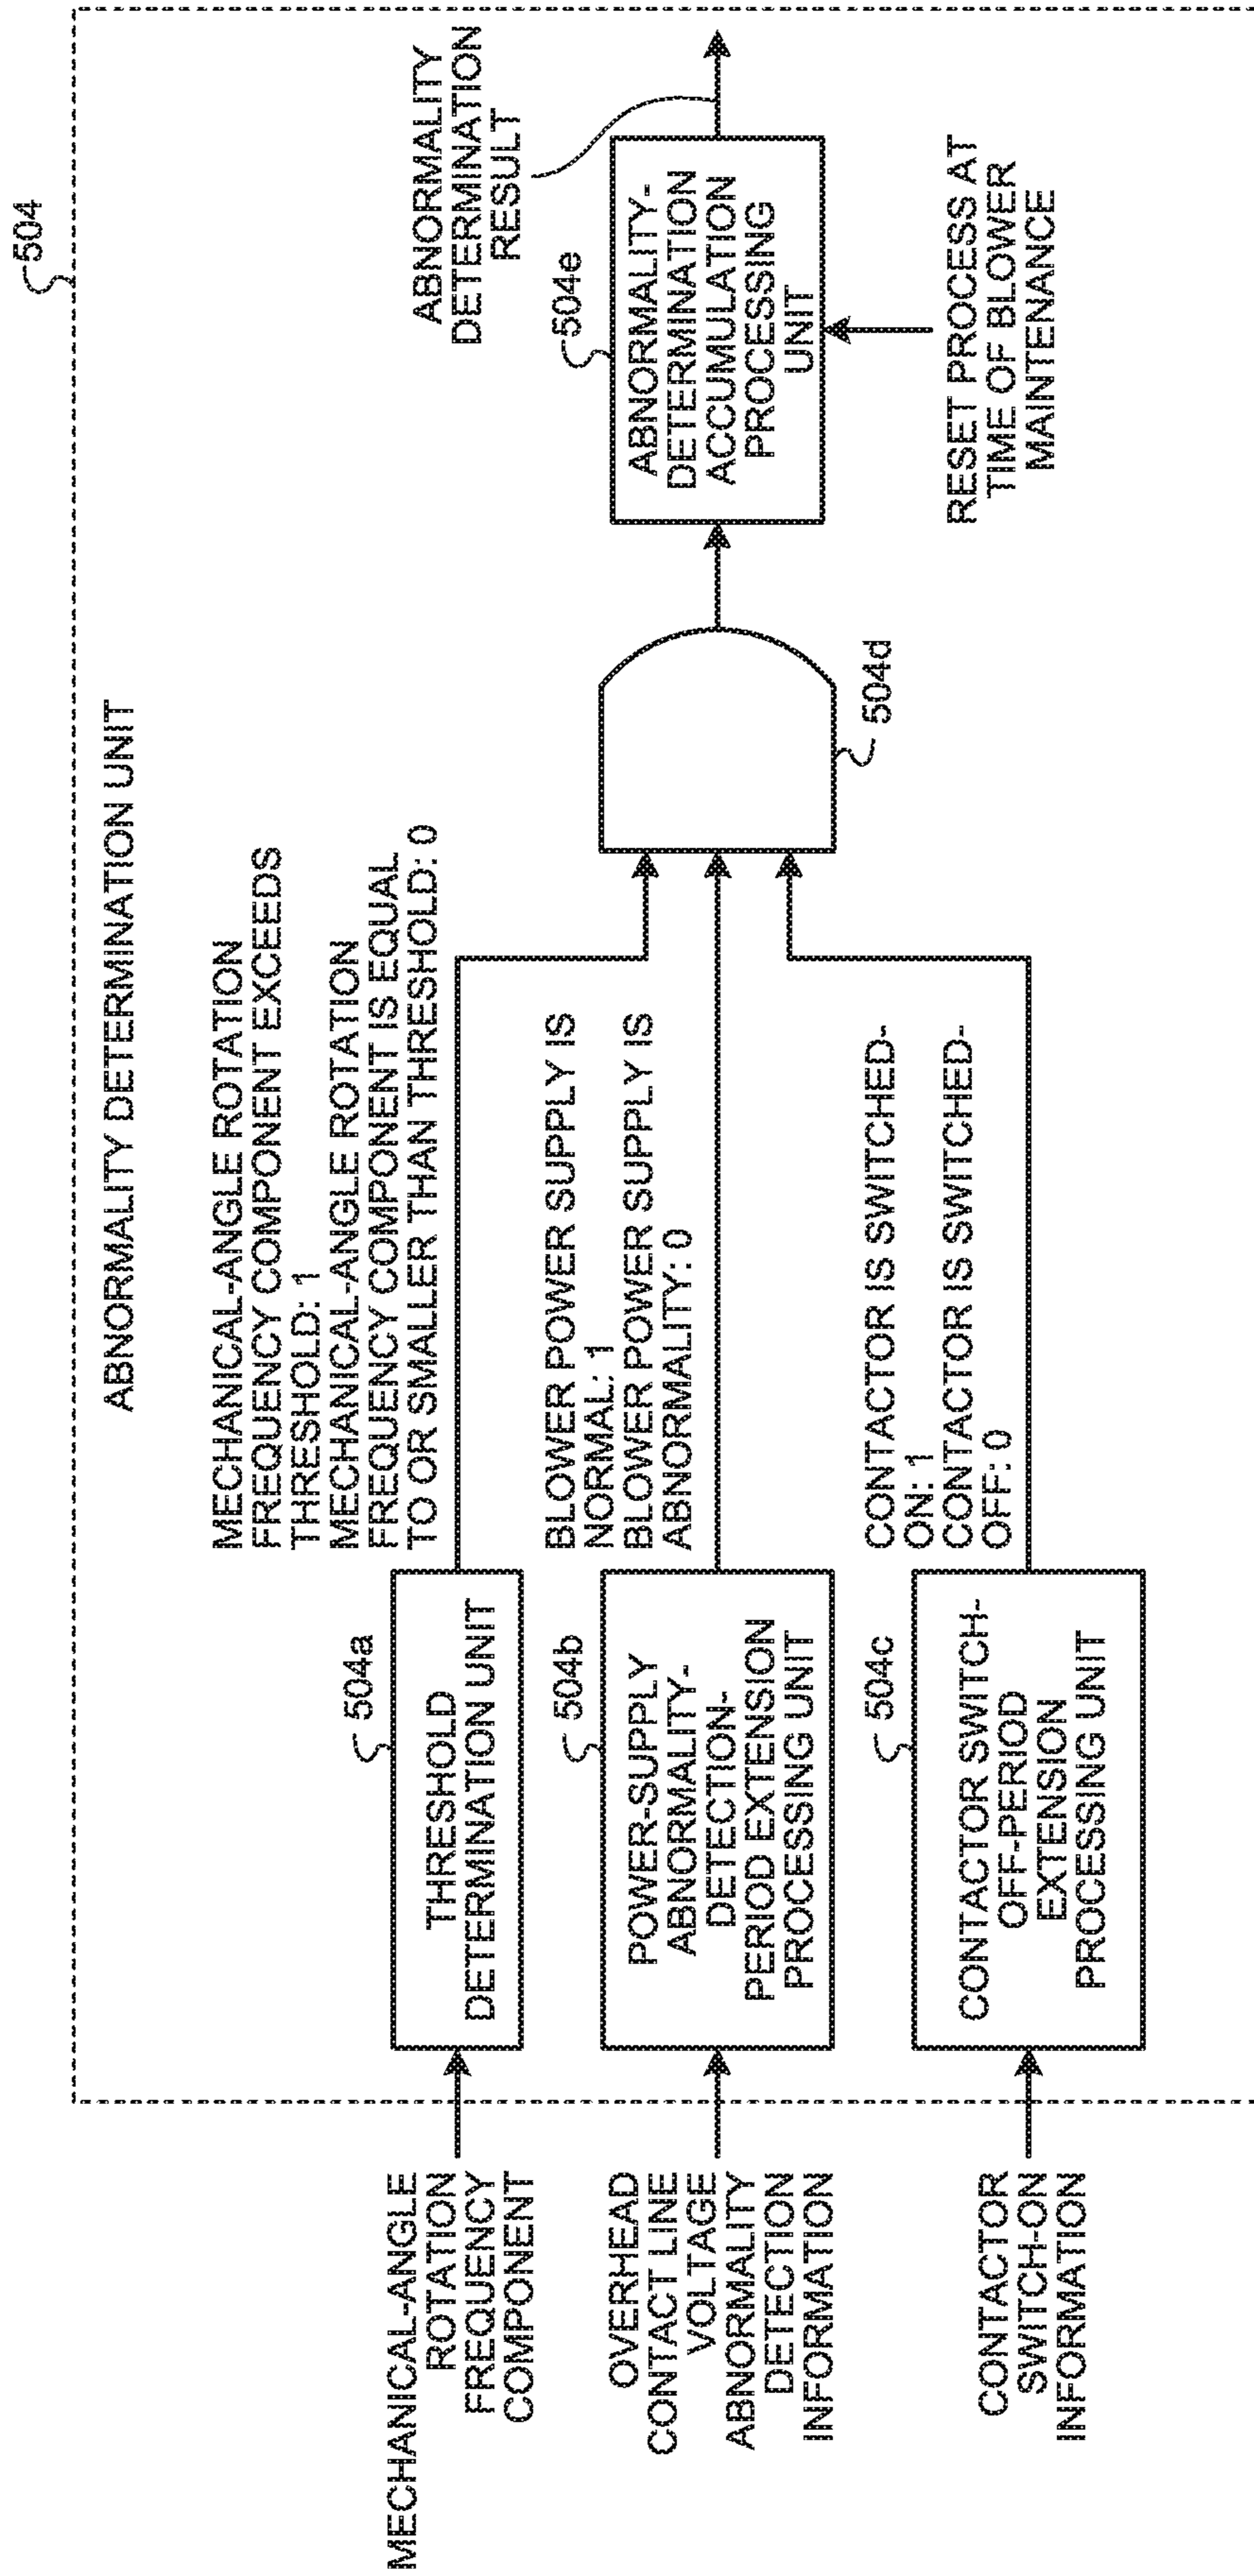 504
ABNORMALITY DETERMINATION UNIT
MECHANICAL-ANGLE
ROTATION
FREQUENCY
COMPONENT
504a
THRESHOLD
DETERMINATION UNIT
MECHANICAL-ANGLE ROTATION
FREQUENCY COMPONENT EXCEEDS
THRESHOLD: 1
MECHANICAL-ANGLE ROTATION
FREQUENCY COMPONENT IS EQUAL
TO OR SMALLER THAN THRESHOLD: 0
OVERHEAD
CONTACT LINE
VOLTAGE
ABNORMALITY
DETECTION
INFORMATION
504b
POWER-SUPPLY
ABNORMALITY-
DETECTION-
PERIOD EXTENSION
PROCESSING UNIT
BLOWER POWER SUPPLY IS
NORMAL: 1
BLOWER POWER SUPPLY IS
ABNORMALITY: 0
CONTACTOR
SWITCH-ON
INFORMATION
504c
CONTACTOR SWITCH-
OFF-PERIOD
EXTENSION
PROCESSING UNIT
CONTACTOR IS SWITCHED-
ON: 1
CONTACTOR IS SWITCHED-
OFF: 0
504d
504e
ABNORMALITY-
DETERMINATION
ACCUMULATION
PROCESSING
UNIT
ABNORMALITY
DETERMINATION
RESULT
RESET PROCESS AT
TIME OF BLOWER
MAINTENANCE